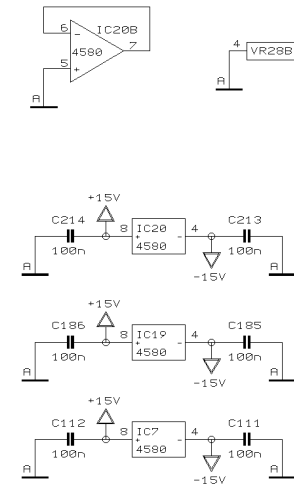 6 - IC20B
4580 7
5 +
A
4 VR28B
A
+15V
C214 8 IC20 4 C213
+ -
100n 4580 100n
A A
-15V
+15V
C186 8 IC19 4 C185
+ -
100n 4580 100n
A A
-15V
+15V
C112 8 IC7 4 C111
+ -
100n 4580 100n
A A
-15V